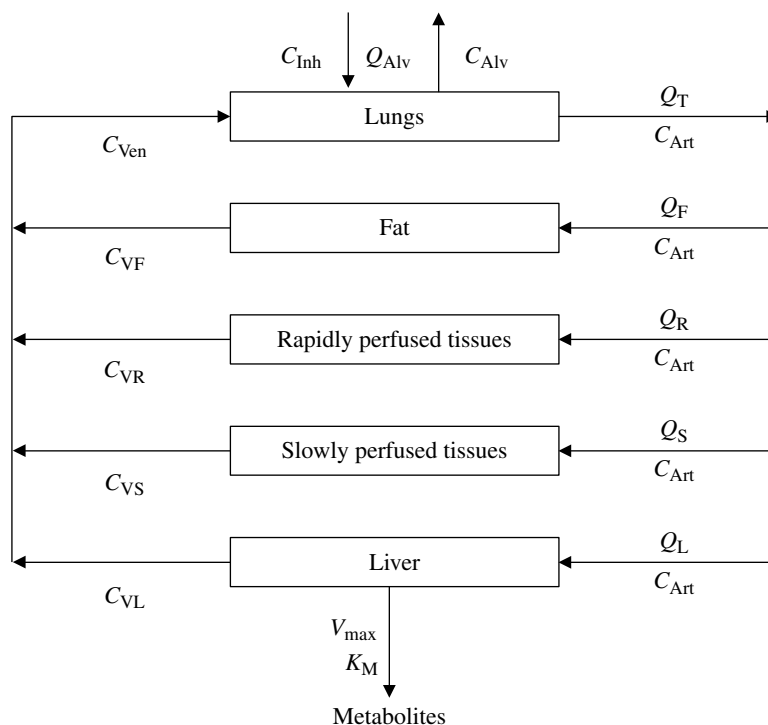 C_Inh Q_Alv C_Alv
Lungs
Q_T
C_Art
C_Ven
Fat
Q_F
C_Art
C_VF
Rapidly perfused tissues
Q_R
C_Art
C_VR
Slowly perfused tissues
Q_S
C_Art
C_VS
Liver
Q_L
C_Art
C_VL
V_max
K_M
Metabolites